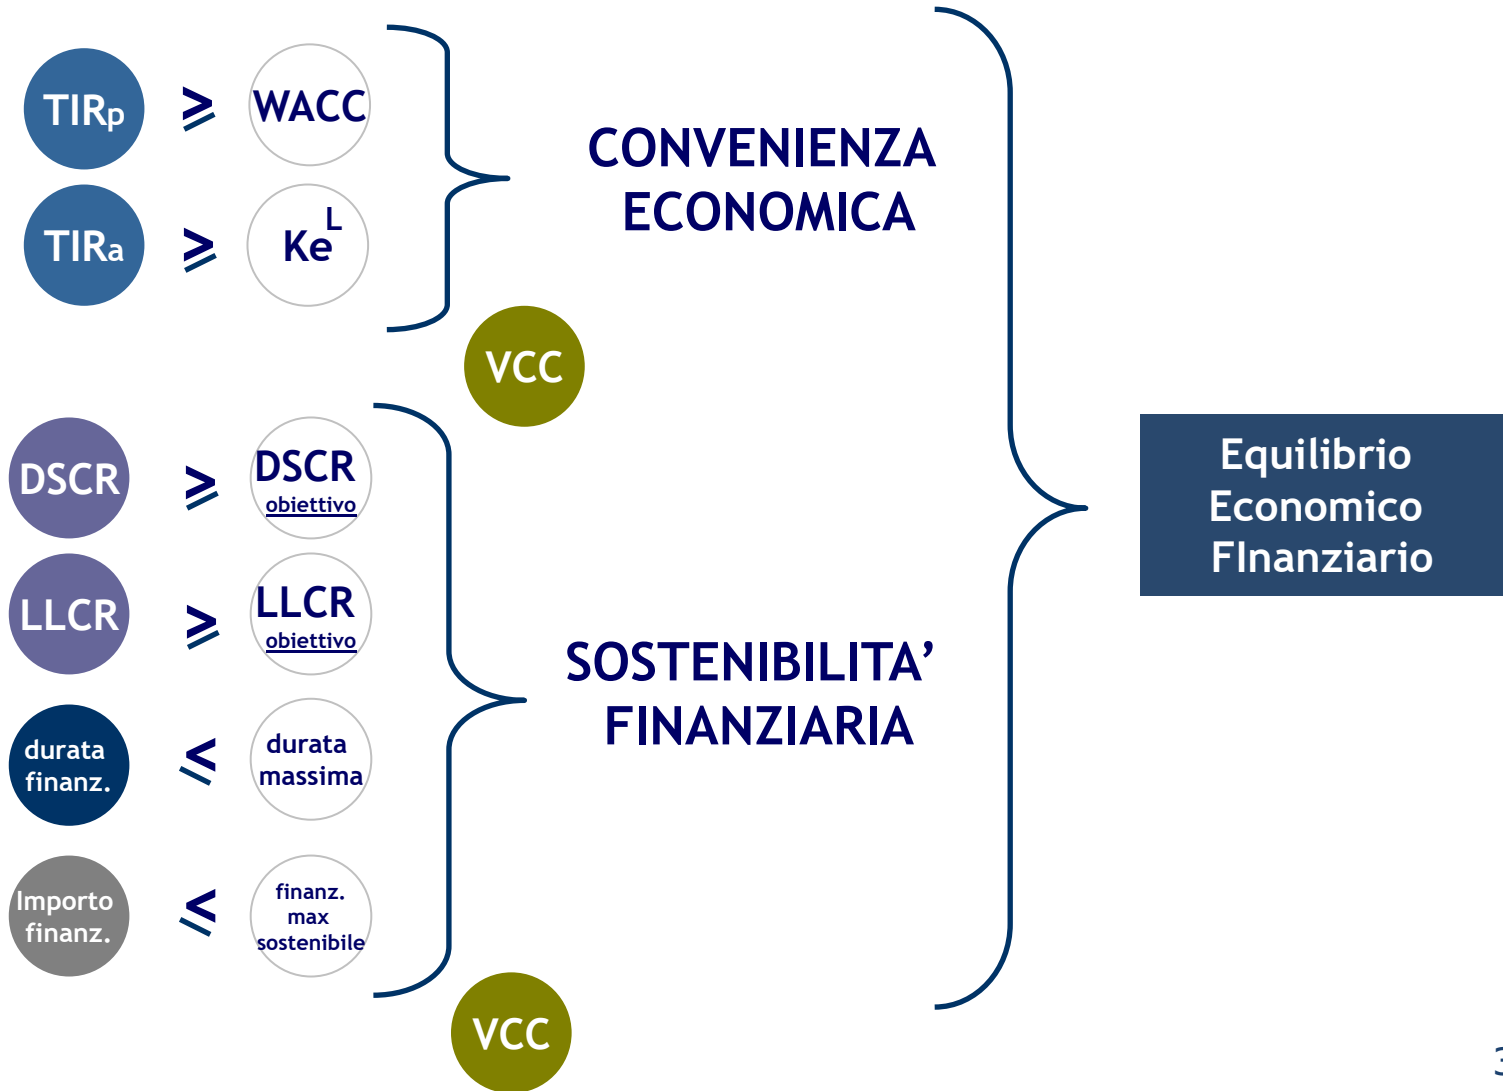 TIRp ≥ WACC
TIRa ≥ Ke L
CONVENIENZA
ECONOMICA
VCC
DSCR ≥ DSCR
obiettivo
LLCR ≥ LLCR
obiettivo
durata
finanz.
≤
durata
massima
Importo
finanz.
≤
finanz.
max
sostenibile
SOSTENIBILITA’
FINANZIARIA
VCC
Equilibrio
Economico
FInanziario